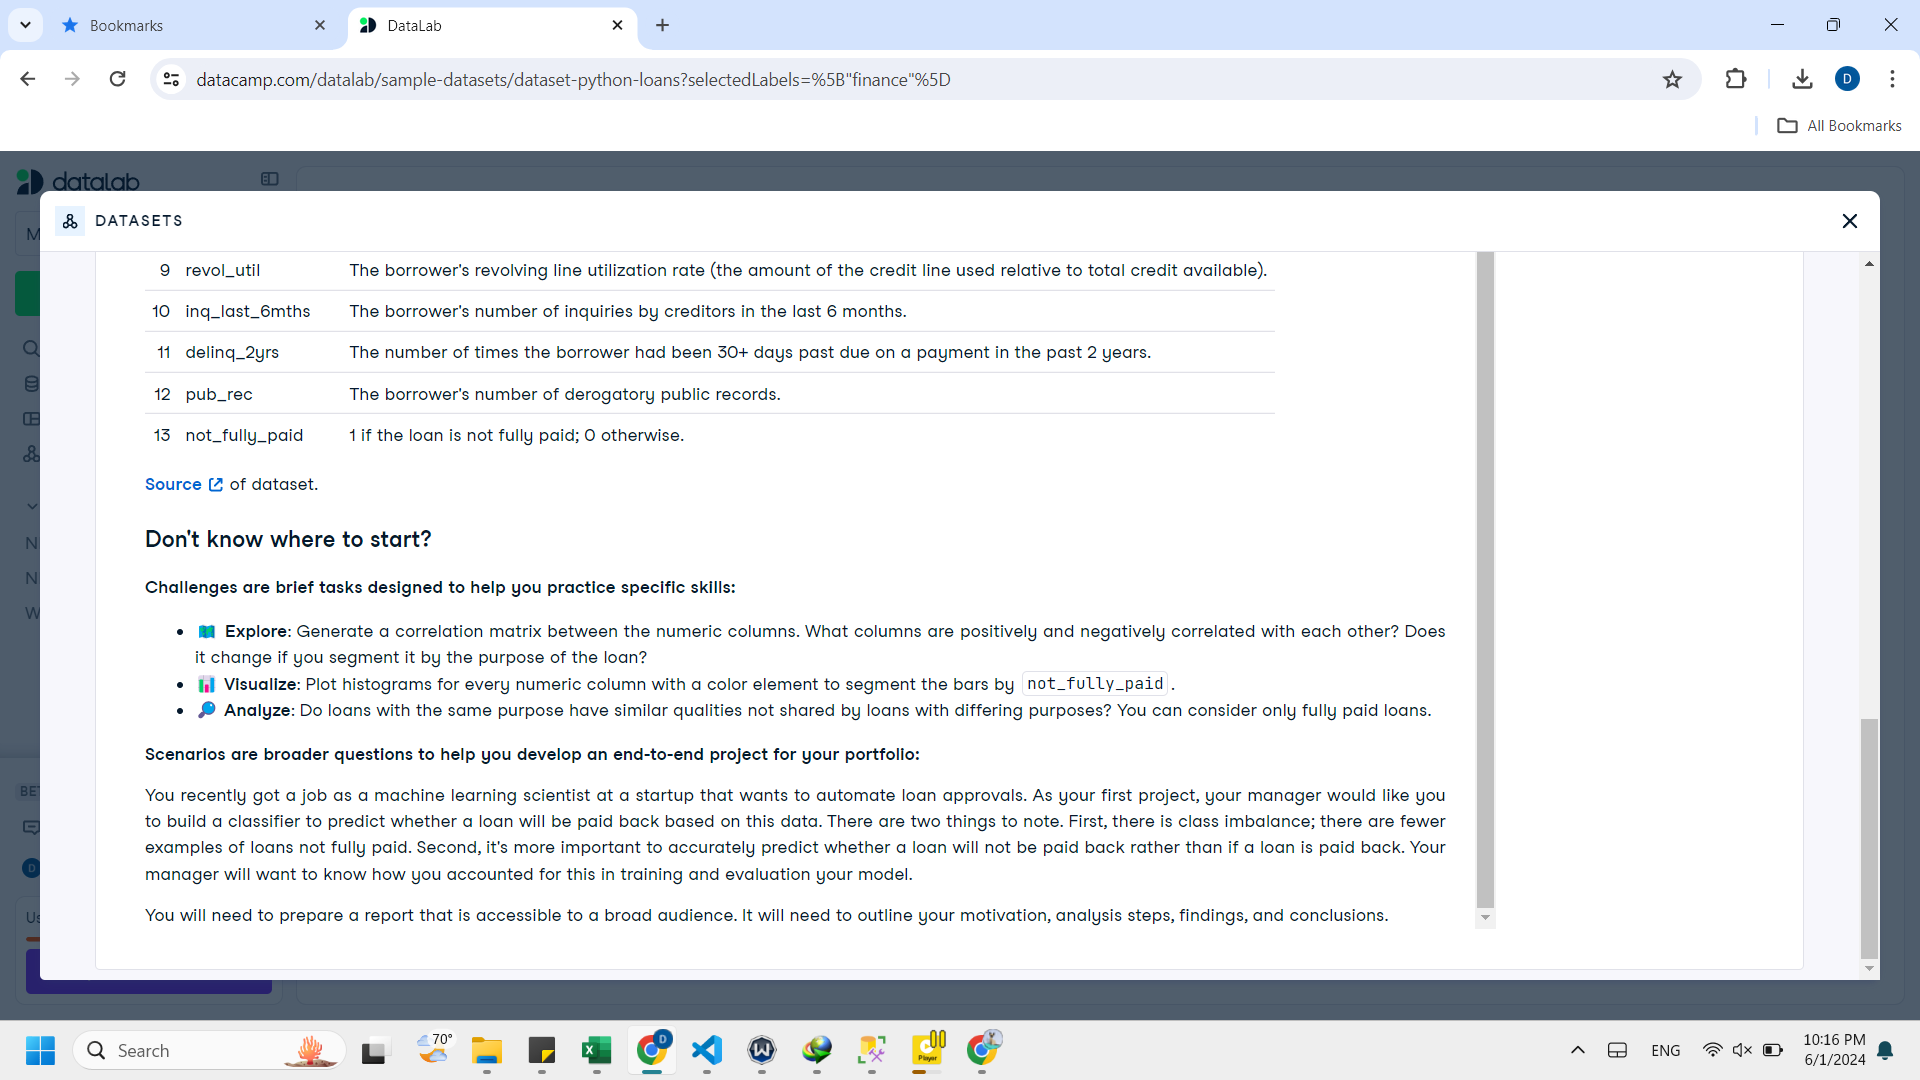 Bookmarks
DataLab
datacamp.com/datalab/sample-datasets/dataset-python-loans?selectedLabels=%5B"finance"%5D
D
All Bookmarks
datalab
M
DATASETS
9 revol_util The borrower's revolving line utilization rate (the amount of the credit line used relative to total credit available).
10 inq_last_6mths The borrower's number of inquiries by creditors in the last 6 months.
11 delinq_2yrs The number of times the borrower had been 30+ days past due on a payment in the past 2 years.
12 pub_rec The borrower's number of derogatory public records.
13 not_fully_paid 1 if the loan is not fully paid; 0 otherwise.
Source of dataset.
Don't know where to start?
Challenges are brief tasks designed to help you practice specific skills:
Explore: Generate a correlation matrix between the numeric columns. What columns are positively and negatively correlated with each other? Does
it change if you segment it by the purpose of the loan?
Visualize: Plot histograms for every numeric column with a color element to segment the bars by not_fully_paid.
Analyze: Do loans with the same purpose have similar qualities not shared by loans with differing purposes? You can consider only fully paid loans.
Scenarios are broader questions to help you develop an end-to-end project for your portfolio:
You recently got a job as a machine learning scientist at a startup that wants to automate loan approvals. As your first project, your manager would like you
to build a classifier to predict whether a loan will be paid back based on this data. There are two things to note. First, there is class imbalance; there are fewer
examples of loans not fully paid. Second, it's more important to accurately predict whether a loan will not be paid back rather than if a loan is paid back. Your
manager will want to know how you accounted for this in training and evaluation your model.
You will need to prepare a report that is accessible to a broad audience. It will need to outline your motivation, analysis steps, findings, and conclusions.
N
N
W
BET
D
Us
Search
70°
D
Player
ENG
10:16 PM
6/1/2024